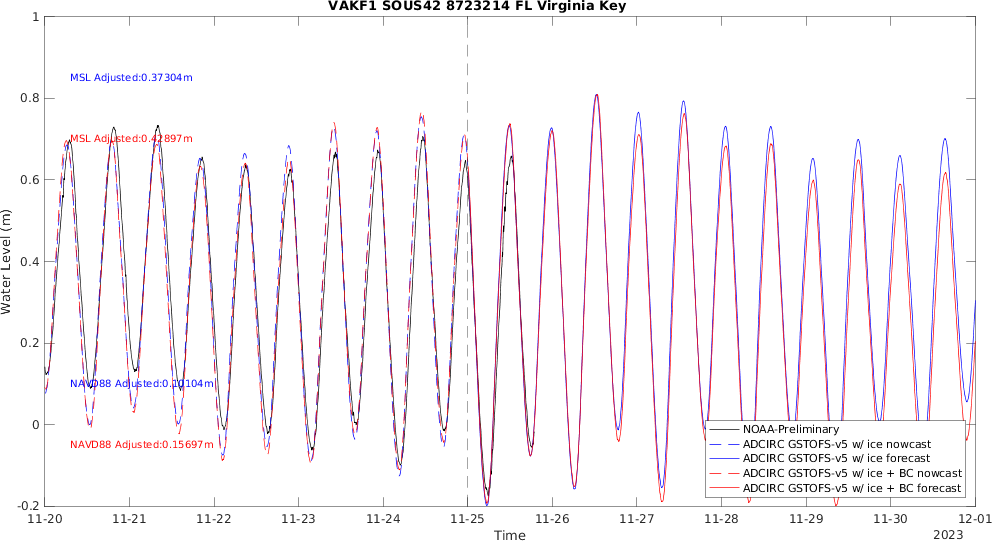 VAKF1 SOUS42 8723214 FL Virginia Key
1
0.8
0.6
0.4
0.2
0
-0.2
Water Level (m)
MSL Adjusted:0.37304m
MSL Adjusted:0.42897m
NAVD88 Adjusted:0.10104m
NAVD88 Adjusted:0.15697m
NOAA-Preliminary
ADCIRC GSTOFS-v5 w/ ice nowcast
ADCIRC GSTOFS-v5 w/ ice forecast
ADCIRC GSTOFS-v5 w/ ice + BC nowcast
ADCIRC GSTOFS-v5 w/ ice + BC forecast
11-20 11-21 11-22 11-23 11-24 11-25 11-26 11-27 11-28 11-29 11-30 12-01
Time
2023